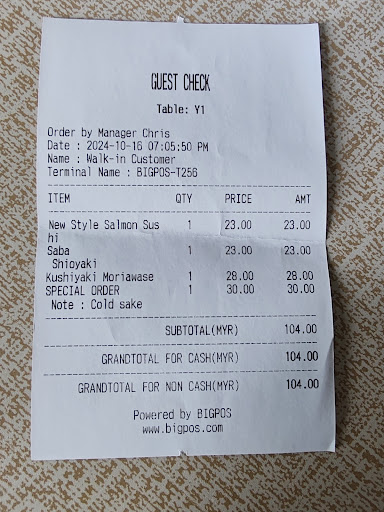 GUEST CHECK
Table: Y1
Order by Manager Chris
Date : 2024-10-16 07:05:50 PM
Name : Walk-in Customer
Terminal Name : BIGPOS-T256
ITEM QTY PRICE AMT
New Style Salmon Sus 1 23.00 23.00
hi
Saba 1 23.00 23.00
Shioyaki
Kushiyaki Moriawase 1 28.00 28.00
SPECIAL ORDER 1 30.00 30.00
Note : Cold sake
SUBTOTAL(MYR) 104.00
GRANDTOTAL FOR CASH(MYR) 104.00
GRANDTOTAL FOR NON CASH(MYR) 104.00
Powered by BIGPOS
www.bigpos.com